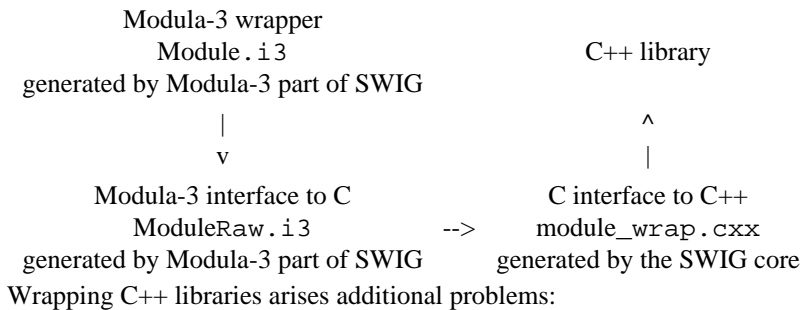 Modula-3 wrapper
Module.i3 C++ library
generated by Modula-3 part of SWIG
| ^
v |
Modula-3 interface to C C interface to C++
ModuleRaw.i3 --> module_wrap.cxx
generated by Modula-3 part of SWIG generated by the SWIG core
Wrapping C++ libraries arises additional problems: